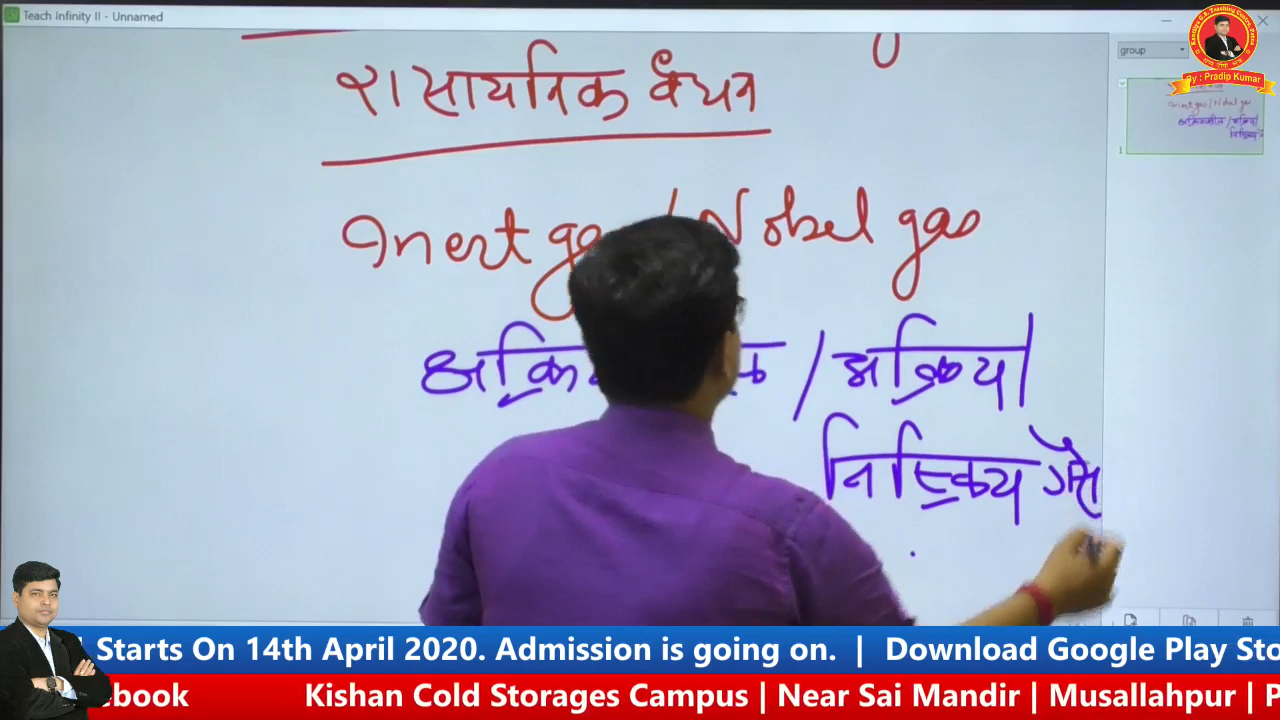 Teach Infinity II - Unnamed
group
By : Pradip Kumar
रासायनिक बंधन
Inert gas / Nobel gas
/ अक्रिय
निष्क्रिय गैस
1
Starts On 14th April 2020. Admission is going on. | Download Google Play Sto
ebook Kishan Cold Storages Campus | Near Sai Mandir | Musallahpur | P